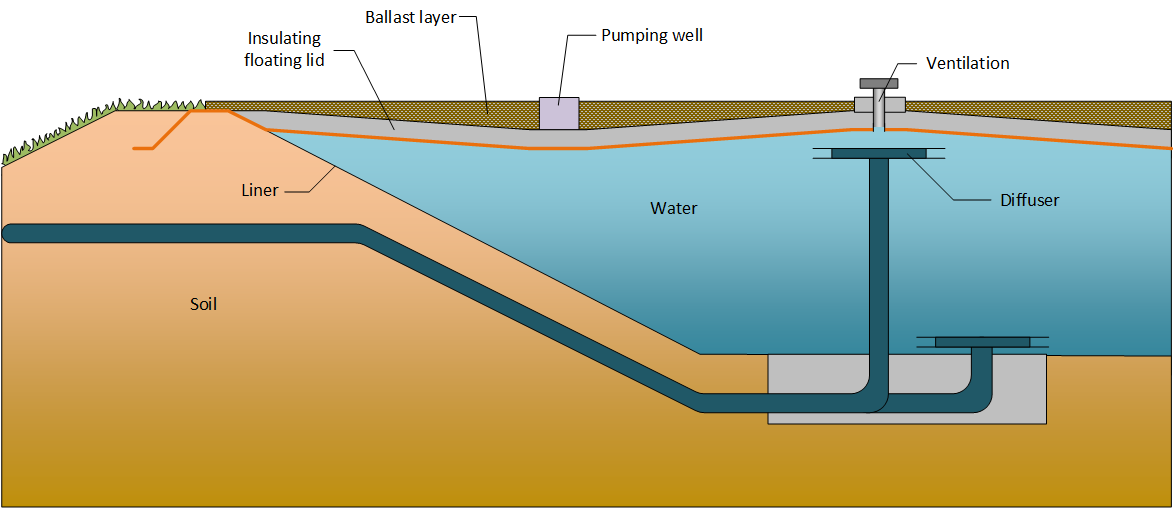 Ballast layer
Insulating
floating lid
Pumping well
Ventilation
Liner
Water
Diffuser
Soil